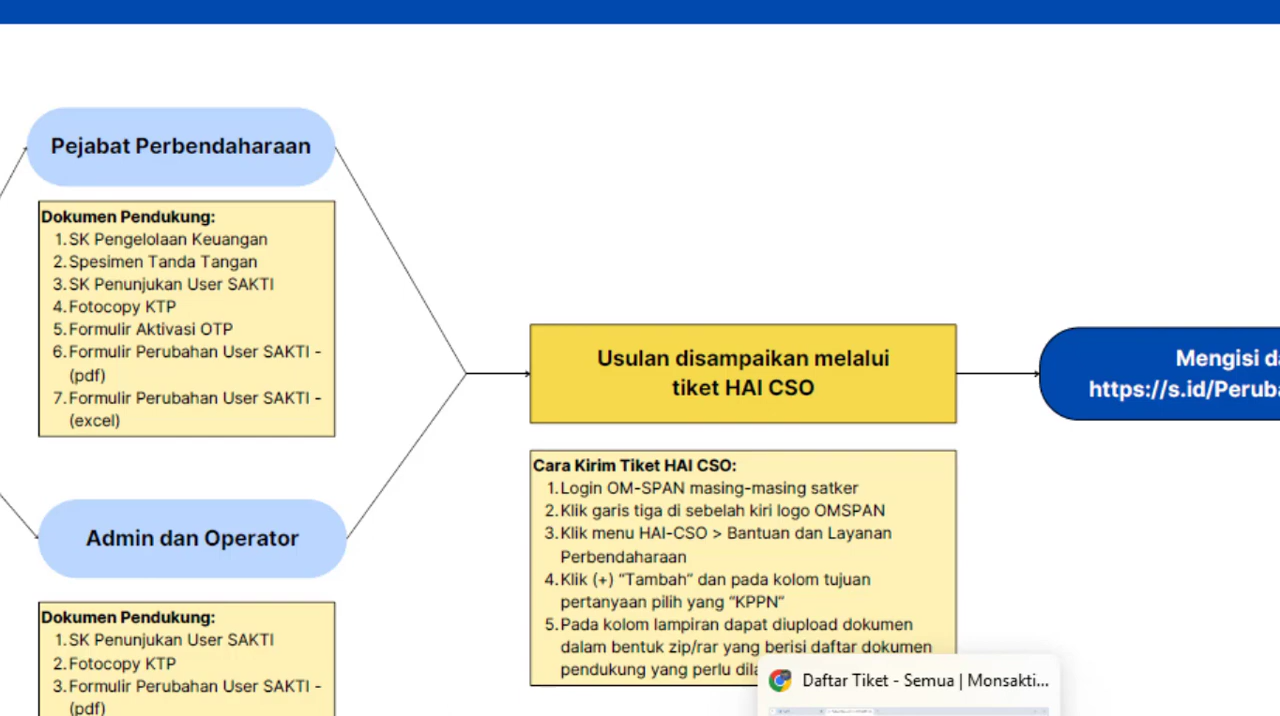 Pejabat Perbendaharaan
Dokumen Pendukung:
1. SK Pengelolaan Keuangan
2. Spesimen Tanda Tangan
3. SK Penunjukan User SAKTI
4. Fotocopy KTP
5. Formulir Aktivasi OTP
6. Formulir Perubahan User SAKTI -
(pdf)
7. Formulir Perubahan User SAKTI -
(excel)
Admin dan Operator
Dokumen Pendukung:
1. SK Penunjukan User SAKTI
2. Fotocopy KTP
3. Formulir Perubahan User SAKTI -
(pdf)
Usulan disampaikan melalui
tiket HAI CSO
Cara Kirim Tiket HAI CSO:
1. Login OM-SPAN masing-masing satker
2. Klik garis tiga di sebelah kiri logo OMSPAN
3. Klik menu HAI-CSO > Bantuan dan Layanan
Perbendaharaan
4. Klik (+) “Tambah” dan pada kolom tujuan
pertanyaan pilih yang “KPPN”
5. Pada kolom lampiran dapat diupload dokumen
dalam bentuk zip/rar yang berisi daftar dokumen
pendukung yang perlu
Mengisi
https://s.id/Perub
Daftar Tiket - Semua | Monsakti...